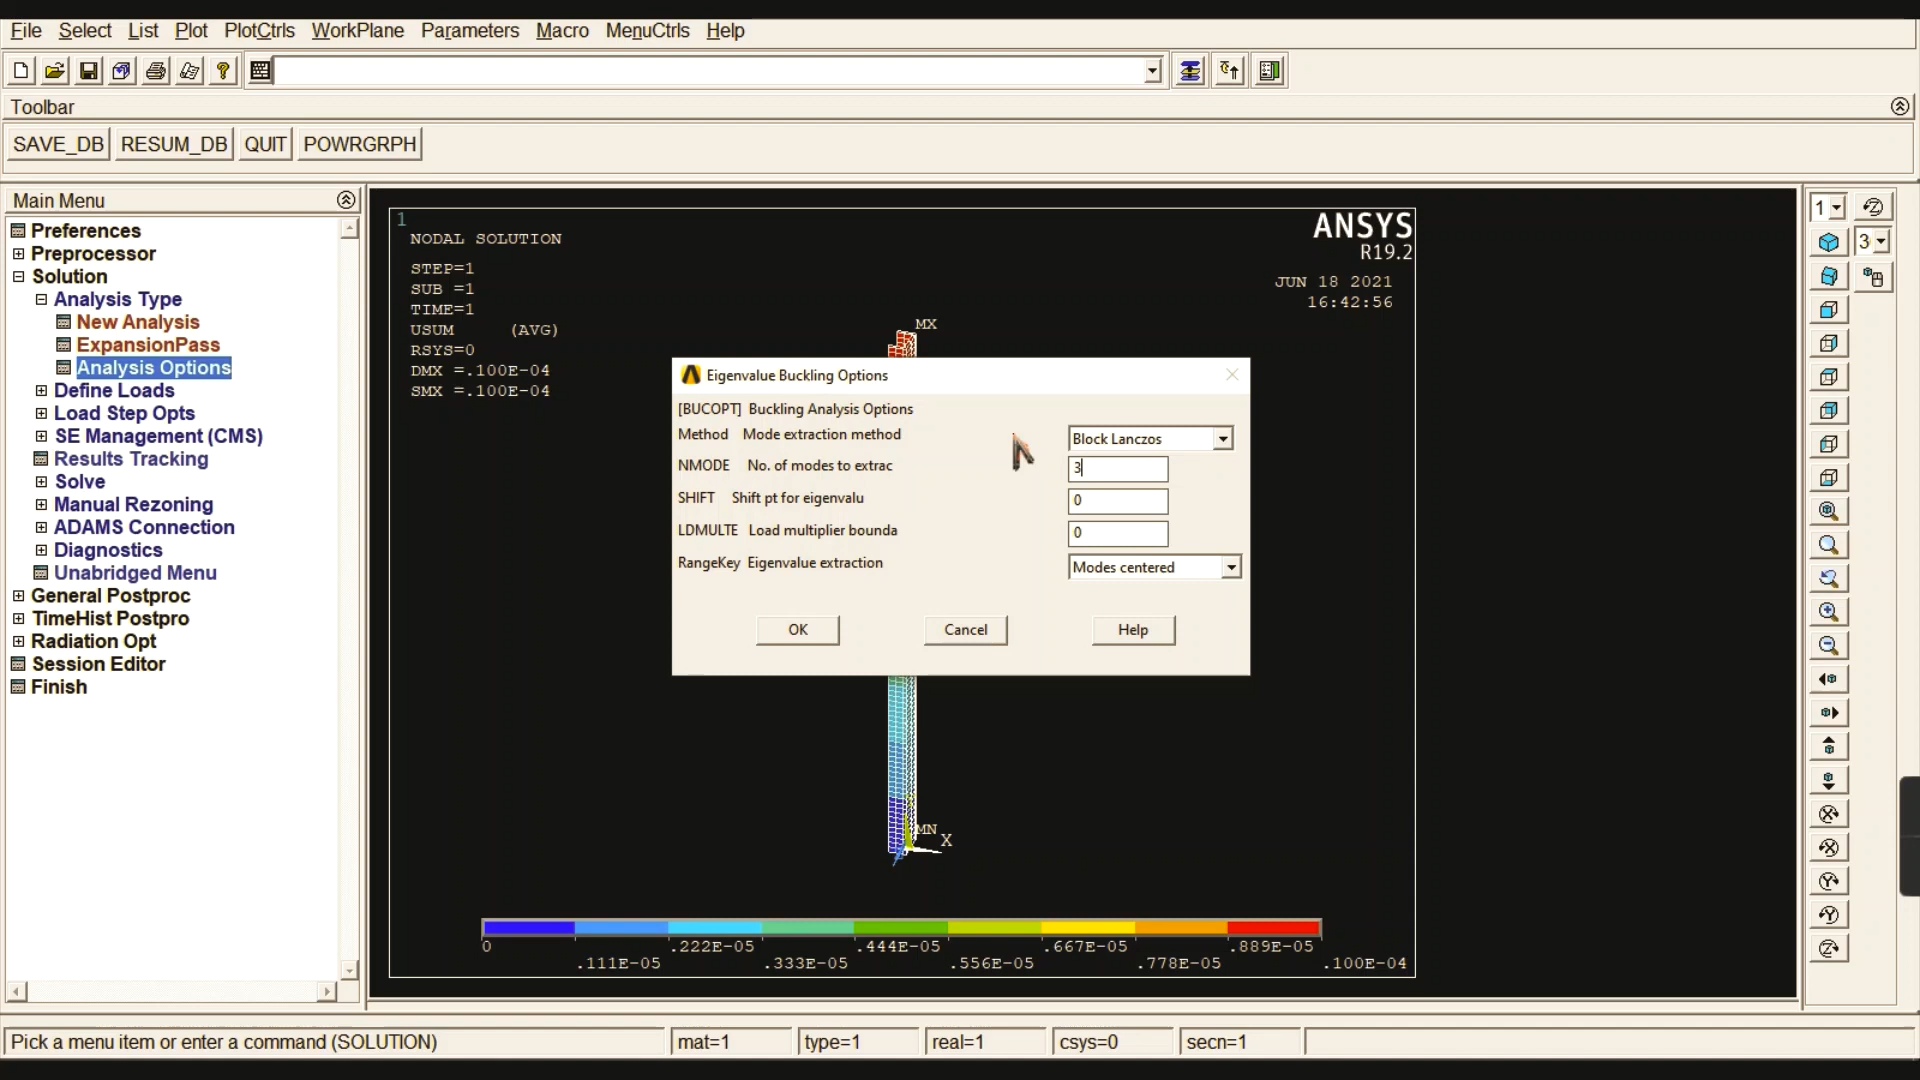 File Select List Plot PlotCtrls WorkPlane Parameters Macro MenuCtrls Help
Toolbar
SAVE_DB RESUM_DB QUIT POWRGRPH
Main Menu
Preferences
Preprocessor
Solution
Analysis Type
New Analysis
ExpansionPass
Analysis Options
Define Loads
Load Step Opts
SE Management (CMS)
Results Tracking
Solve
Manual Rezoning
ADAMS Connection
Diagnostics
Unabridged Menu
General Postproc
TimeHist Postpro
Radiation Opt
Session Editor
Finish
1
NODAL SOLUTION
STEP=1
SUB =1
TIME=1
USUM (AVG)
RSYS=0
DMX =.100E-04
SMX =.100E-04
ANSYS
R19.2
JUN 18 2021
16:42:56
MX
Eigenvalue Buckling Options
[BUCOPT] Buckling Analysis Options
Method Mode extraction method Block Lanczos
NMODE No. of modes to extrac 3
SHIFT Shift pt for eigenvalu 0
LDMULTE Load multiplier bounda 0
RangeKey Eigenvalue extraction Modes centered
OK Cancel Help
MN
X
0 .222E-05 .444E-05 .667E-05 .889E-05
.111E-05 .333E-05 .556E-05 .778E-05 .100E-04
1
3
Pick a menu item or enter a command (SOLUTION) mat=1 type=1 real=1 csys=0 secn=1